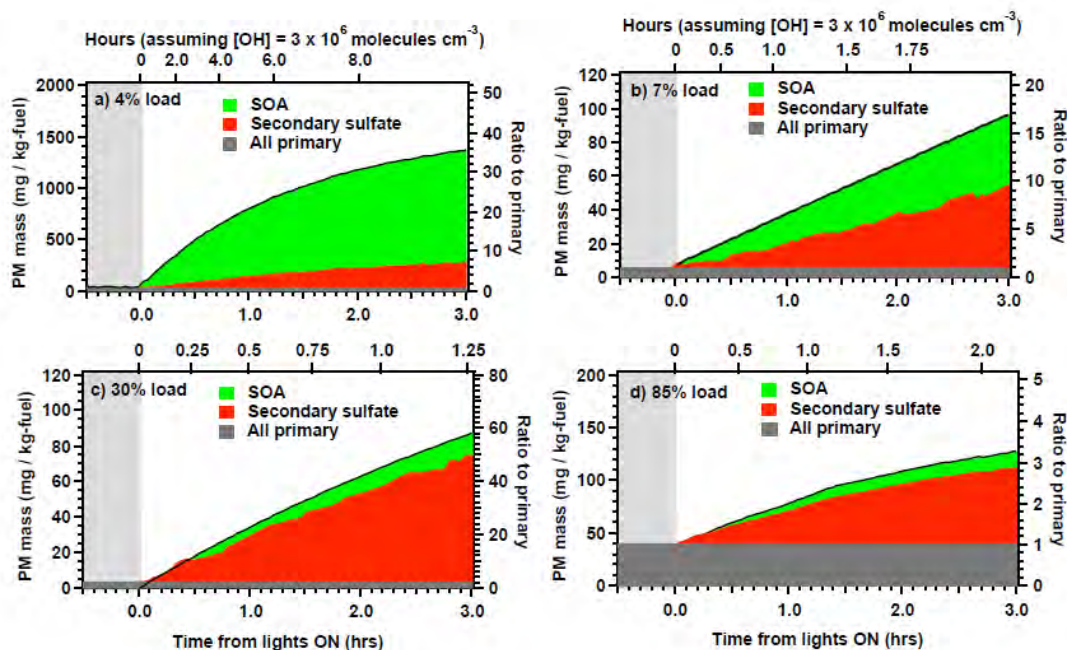 Hours (assuming [OH] = 3 x 10⁶ molecules cm⁻³)
0 2.0 4.0 6.0 8.0
2000
1500
1000
500
0
PM mass (mg / kg-fuel)
a) 4% load
SOA
Secondary sulfate
All primary
50
40
30
20
10
0
Ratio to primary
0.0 1.0 2.0 3.0
Hours (assuming [OH] = 3 x 10⁶ molecules cm⁻³)
0 0.5 1.0 1.5 1.75
120
100
80
60
40
20
0
PM mass (mg / kg-fuel)
b) 7% load
SOA
Secondary sulfate
All primary
20
15
10
5
0
Ratio to primary
0.0 1.0 2.0 3.0
0 0.25 0.5 0.75 1.0 1.25
120
100
80
60
40
20
0
PM mass (mg / kg-fuel)
c) 30% load
SOA
Secondary sulfate
All primary
80
60
40
20
0
Ratio to primary
0.0 1.0 2.0 3.0
Time from lights ON (hrs)
0 0.5 0.8 1.2 1.5 2.0
200
150
100
50
0
PM mass (mg / kg-fuel)
d) 85% load
SOA
Secondary sulfate
All primary
5
4
3
2
1
0
Ratio to primary
0.0 1.0 2.0 3.0
Time from lights ON (hrs)